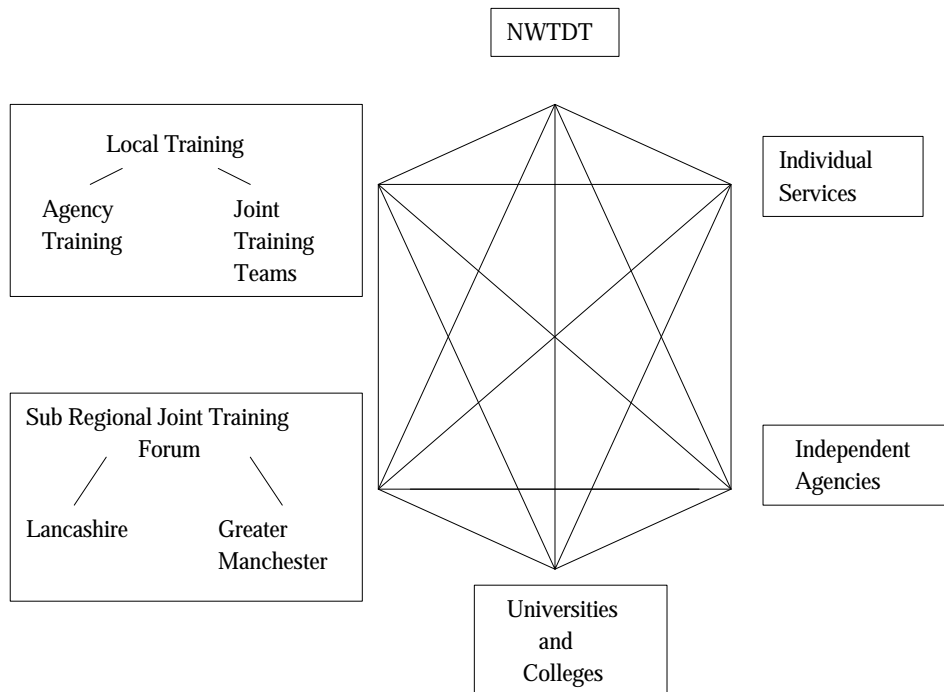 NWTDT
Local Training
Agency
Training
Joint
Training
Teams
Individual
Services
Sub Regional Joint Training
Forum
Lancashire
Greater
Manchester
Independent
Agencies
Universities
and
Colleges